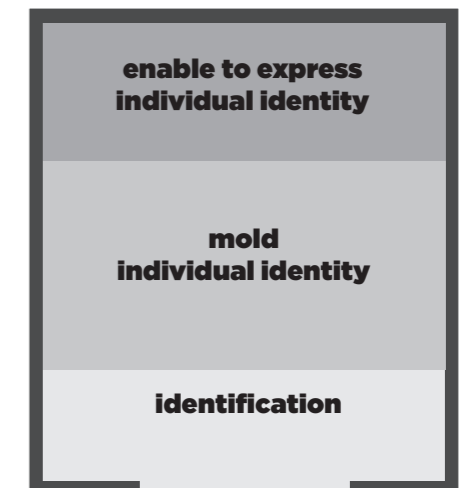 enable to express
individual identity
mold
individual identity
identification